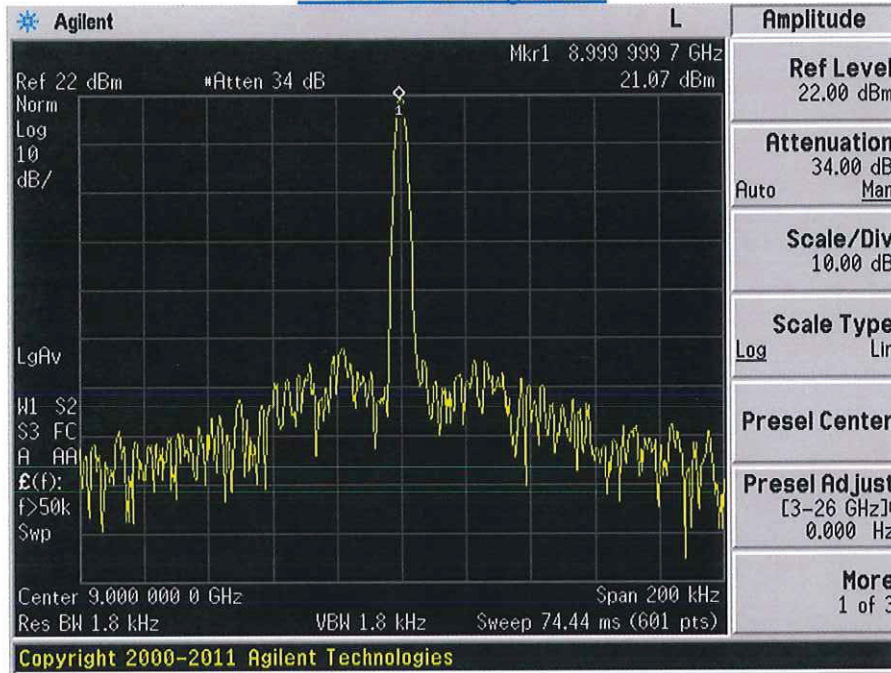 Agilent L Amplitude
Mkr1 8.999 999 7 GHz
Ref 22 dBm #Atten 34 dB 21.07 dBm
Norm
Log
10
dB/
1
LgAv
W1 S2
S3 FC
A AA
£(f):
f>50k
Swp
Center 9.000 000 0 GHz Span 200 kHz
Res BW 1.8 kHz VBW 1.8 kHz Sweep 74.44 ms (601 pts)
Copyright 2000-2011 Agilent Technologies
Ref Level
22.00 dBm
Attenuation
34.00 dB
Auto Man
Scale/Div
10.00 dB
Scale Type
Log Lin
Presel Center
Presel Adjust
[3-26 GHz]
0.000 Hz
More
1 of 3